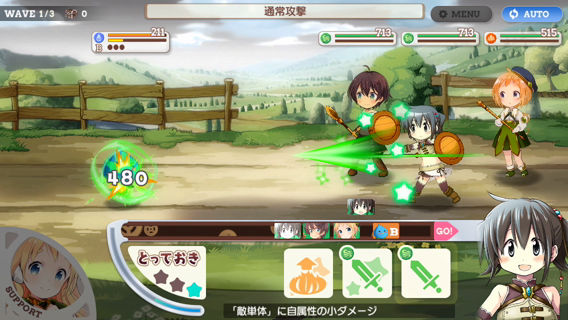 WAVE 1/3 0
通常攻撃
MENU
AUTO
211
B
713
713
515
480
B
GO!
とっておき
SUPPORT
「敵単体」に自属性の小ダメージ